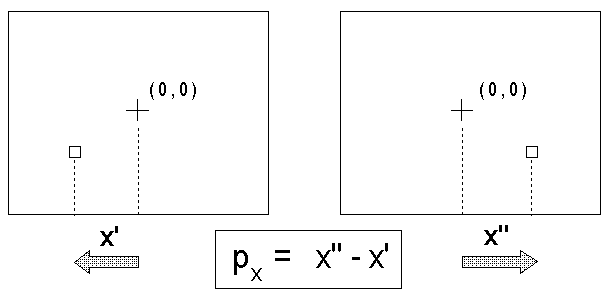 (0,0)
(0,0)
x'
x"
px = x" - x'